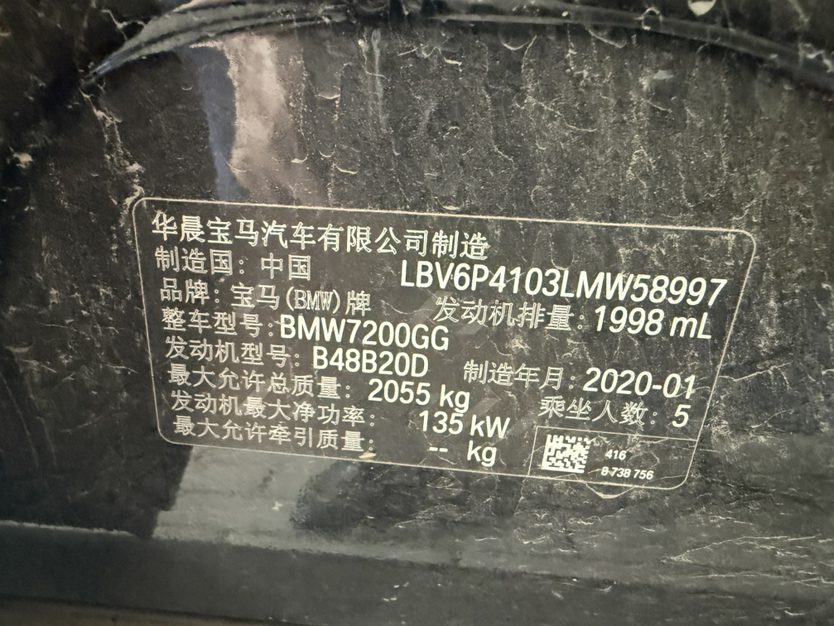 华晨宝马汽车有限公司制造
制造国：中国 LBV6P4103LMW58997
品牌：宝马(BMW)牌 发动机排量：1998 mL
整车型号：BMW7200GG
发动机型号：B48B20D 制造年月：2020-01
最大允许总质量：2055 kg 乘坐人数：5
发动机最大净功率：135 kW
最大允许牵引质量：-- kg
416
8 738 756